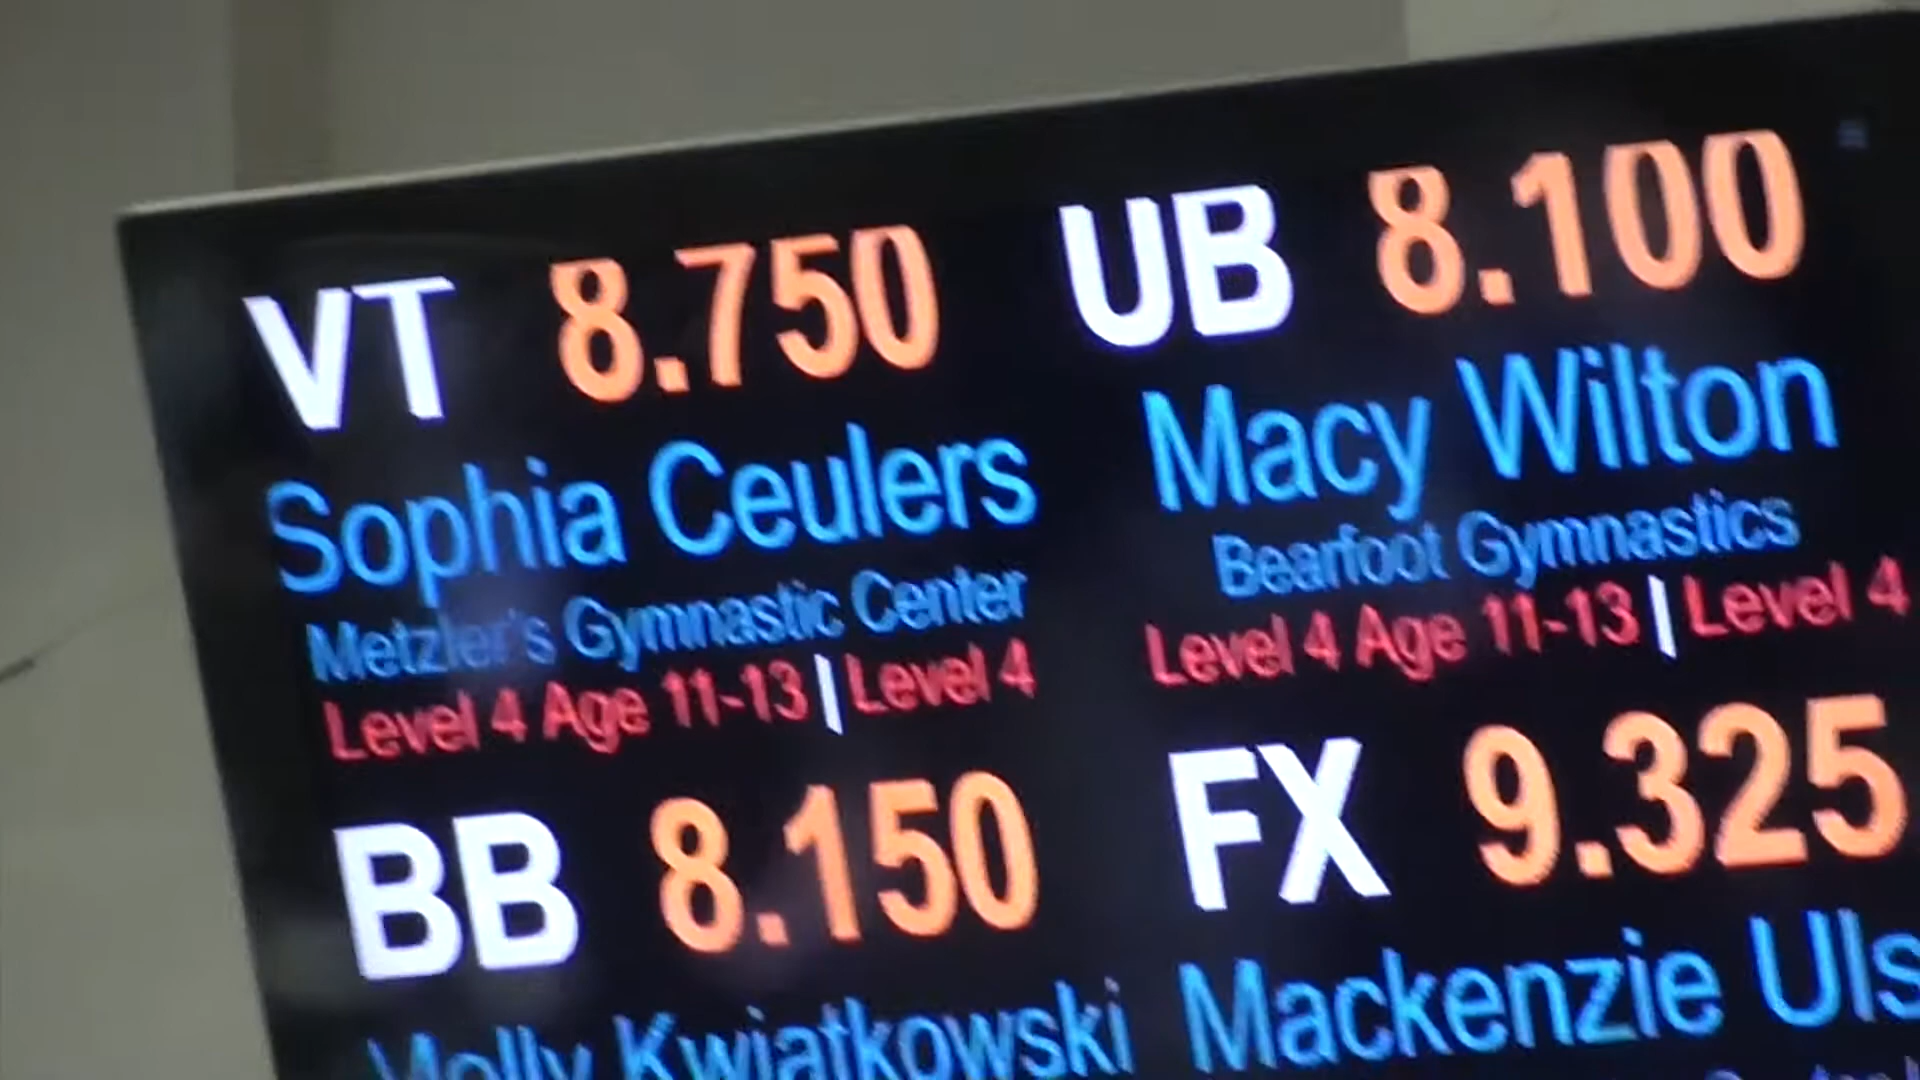 VT 8.750
Sophia Ceulers
Metzler's Gymnastic Center
Level 4 Age 11-13 | Level 4
UB 8.100
Macy Wilton
Bearfoot Gymnastics
Level 4 Age 11-13 | Level 4
BB 8.150
Molly Kwiatkowski
FX 9.325
Mackenzie Uls